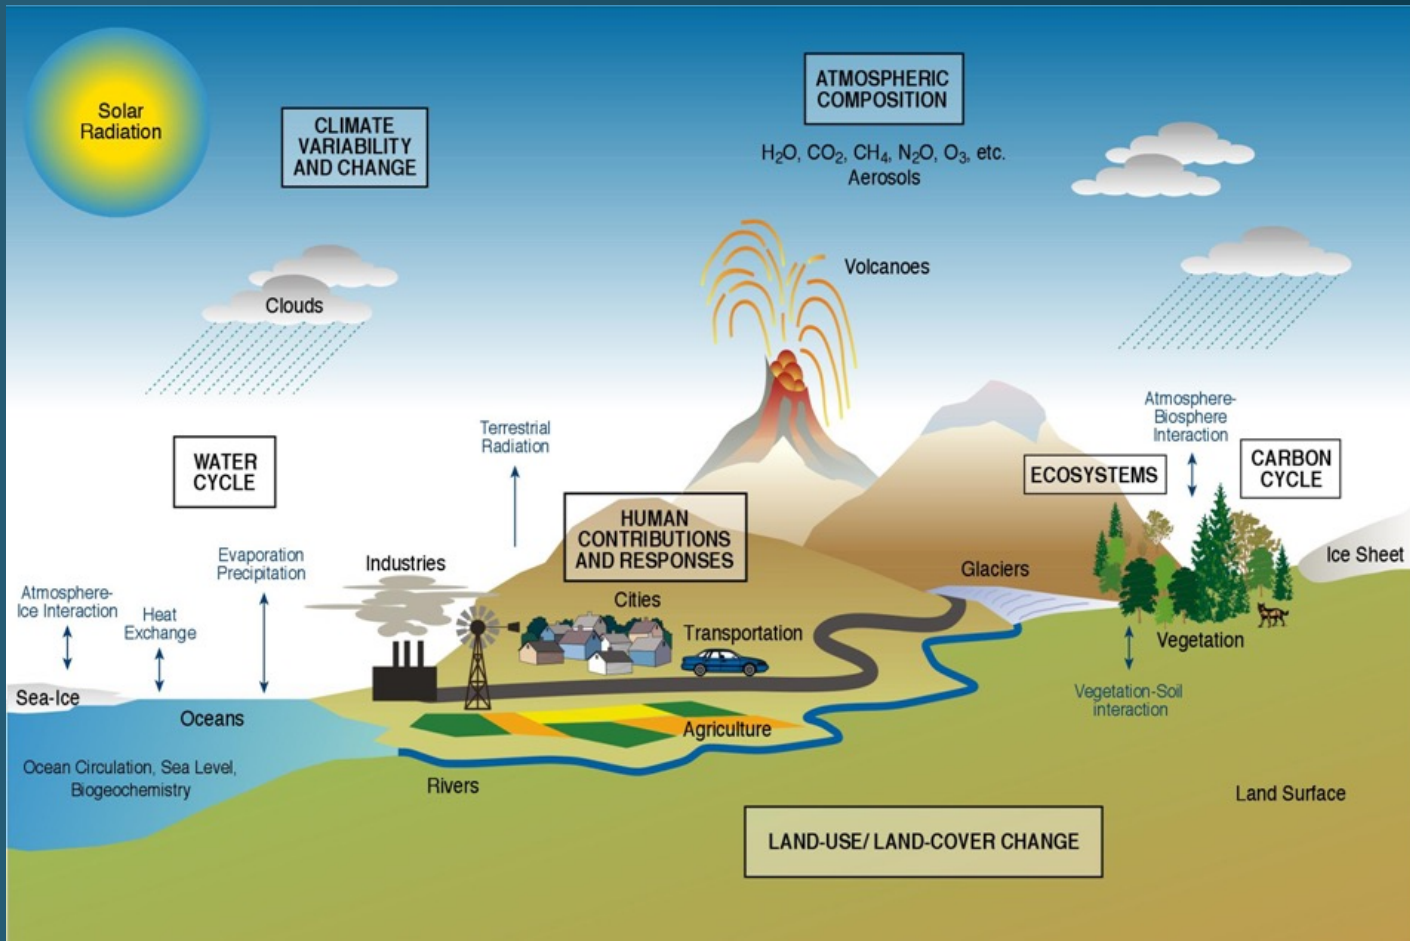 Solar
Radiation
CLIMATE
VARIABILITY
AND CHANGE
ATMOSPHERIC
COMPOSITION
H₂O, CO₂, CH₄, N₂O, O₃, etc.
Aerosols
Volcanoes
Clouds
Atmosphere-
Biosphere
Interaction
Terrestrial
Radiation
WATER
CYCLE
ECOSYSTEMS
CARBON
CYCLE
HUMAN
CONTRIBUTIONS
AND RESPONSES
Evaporation
Precipitation
Industries
Glaciers
Ice Sheet
Atmosphere-
Ice Interaction
Heat
Exchange
Cities
Transportation
Vegetation
Sea-Ice
Oceans
Vegetation-Soil
interaction
Agriculture
Ocean Circulation, Sea Level,
Biogeochemistry
Rivers
Land Surface
LAND-USE/ LAND-COVER CHANGE